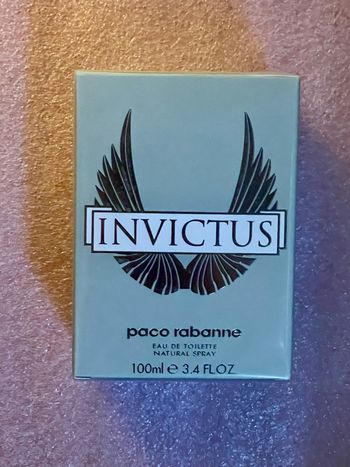 INVICTUS
paco rabanne
EAU DE TOILETTE
NATURAL SPRAY
100ml e 3.4 FL.OZ